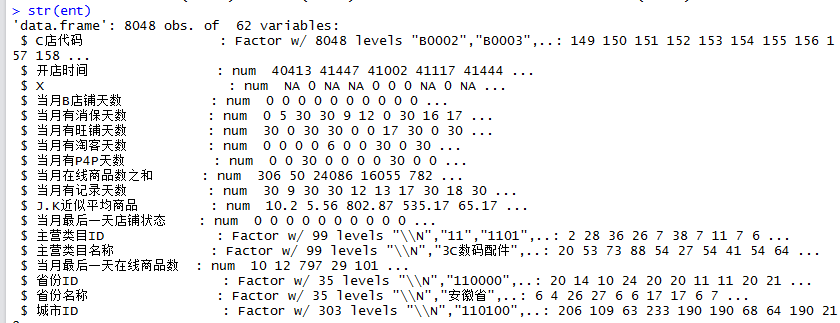 > str(ent)
'data.frame': 8048 obs. of  62 variables:
 $ C店代码                   : Factor w/ 8048 levels "B0002","B0003",..: 149 150 151 152 153 154 155 156 1
57 158 ...
 $ 开店时间                  : num  40413 41447 41002 41117 41444 ...
 $ X                         : num  NA 0 NA NA 0 0 0 NA 0 NA ...
 $ 当月B店铺天数            : num  0 0 0 0 0 0 0 0 0 0 ...
 $ 当月有消保天数           : num  0 5 30 30 9 12 0 30 16 17 ...
 $ 当月有旺铺天数           : num  30 0 30 30 0 0 17 30 0 30 ...
 $ 当月有淘客天数           : num  0 0 0 0 6 0 0 30 0 30 ...
 $ 当月有P4P天数            : num  0 0 30 0 0 0 0 30 0 0 ...
 $ 当月在线商品数之和      : num  306 50 24086 16055 782 ...
 $ 当月有记录天数           : num  30 9 30 30 12 13 17 30 18 30 ...
 $ J.K近似平均商品          : num  10.2 5.56 802.87 535.17 65.17 ...
 $ 当月最后一天店铺状态    : num  0 0 0 0 0 0 0 0 0 0 ...
 $ 主营类目ID                : Factor w/ 99 levels "\\N","11","1101",..: 2 28 36 26 7 38 7 11 7 6 ...
 $ 主营类目名称             : Factor w/ 99 levels "\\N","3C数码配件",..: 20 53 73 88 54 27 54 41 54 64 ...
 $ 当月最后一天在线商品数  : num  10 12 797 29 101 ...
 $ 省份ID                    : Factor w/ 35 levels "\\N","110000",..: 20 14 10 24 20 20 11 11 20 21 ...
 $ 省份名称                  : Factor w/ 35 levels "\\N","安徽省",..: 6 4 26 27 6 6 17 17 6 7 ...
 $ 城市ID                    : Factor w/ 303 levels "\\N","110100",..: 206 109 63 233 190 190 68 64 190 21